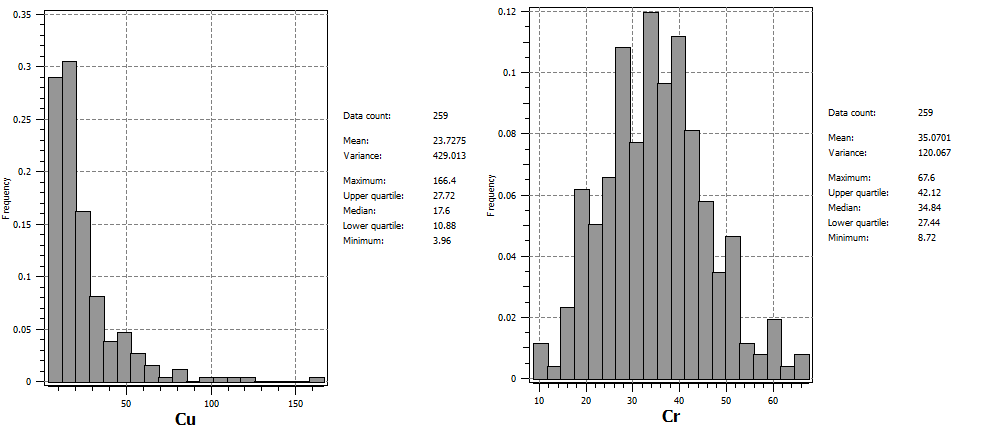 0.35
0.3
0.25
0.2
0.15
0.1
0.05
0
Frequency
50 100 150
Cu
Data count: 259
Mean: 23.7275
Variance: 429.013
Maximum: 166.4
Upper quartile: 27.72
Median: 17.6
Lower quartile: 10.88
Minimum: 3.96
0.12
0.1
0.08
0.06
0.04
0.02
0
Frequency
10 20 30 40 50 60
Cr
Data count: 259
Mean: 35.0701
Variance: 120.067
Maximum: 67.6
Upper quartile: 42.12
Median: 34.84
Lower quartile: 27.44
Minimum: 8.72